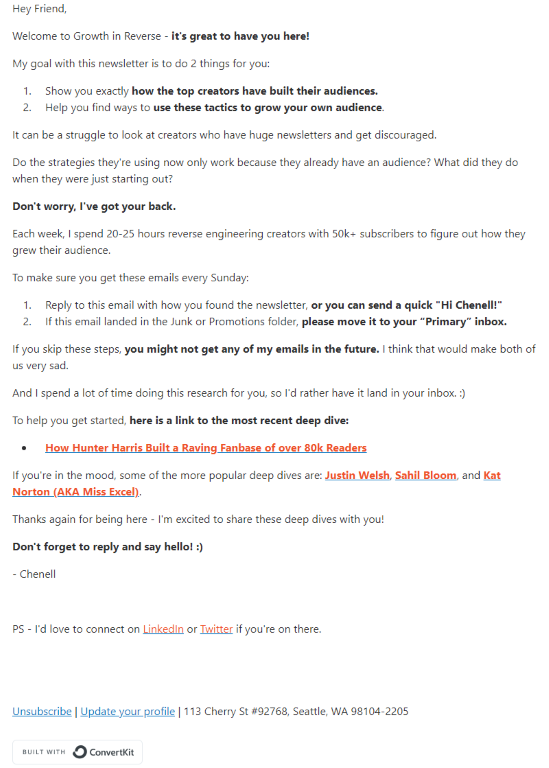 Hey Friend,
Welcome to Growth in Reverse - it's great to have you here!
My goal with this newsletter is to do 2 things for you:
1. Show you exactly how the top creators have built their audiences.
2. Help you find ways to use these tactics to grow your own audience.
It can be a struggle to look at creators who have huge newsletters and get discouraged.
Do the strategies they're using now only work because they already have an audience? What did they do
when they were just starting out?
Don't worry, I've got your back.
Each week, I spend 20-25 hours reverse engineering creators with 50k+ subscribers to figure out how they
grew their audience.
To make sure you get these emails every Sunday:
1. Reply to this email with how you found the newsletter, or you can send a quick "Hi Chenell!"
2. If this email landed in the Junk or Promotions folder, please move it to your "Primary" inbox.
If you skip these steps, you might not get any of my emails in the future. I think that would make both of
us very sad.
And I spend a lot of time doing this research for you, so I'd rather have it land in your inbox. :)
To help you get started, here is a link to the most recent deep dive:
• How Hunter Harris Built a Raving Fanbase of over 80k Readers
If you're in the mood, some of the more popular deep dives are: Justin Welsh, Sahil Bloom, and Kat
Norton (AKA Miss Excel).
Thanks again for being here - I'm excited to share these deep dives with you!
Don't forget to reply and say hello! :)
- Chenell
PS - I'd love to connect on LinkedIn or Twitter if you're on there.
Unsubscribe | Update your profile | 113 Cherry St #92768, Seattle, WA 98104-2205
BUILT WITH ConvertKit